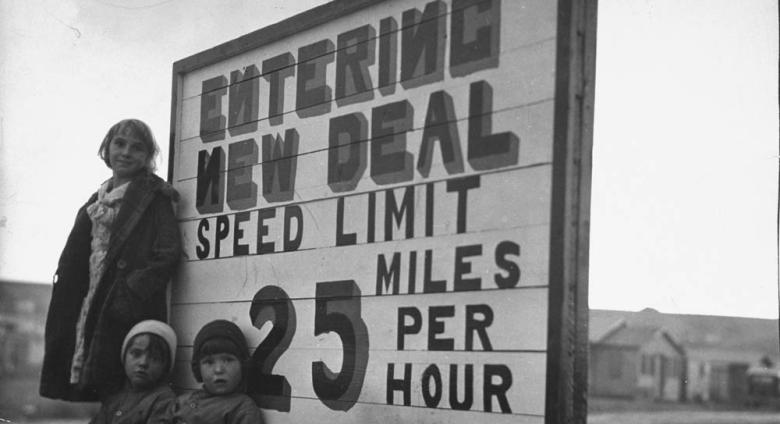 ENTERING
NEW DEAL
SPEED LIMIT
25 MILES
PER
HOUR